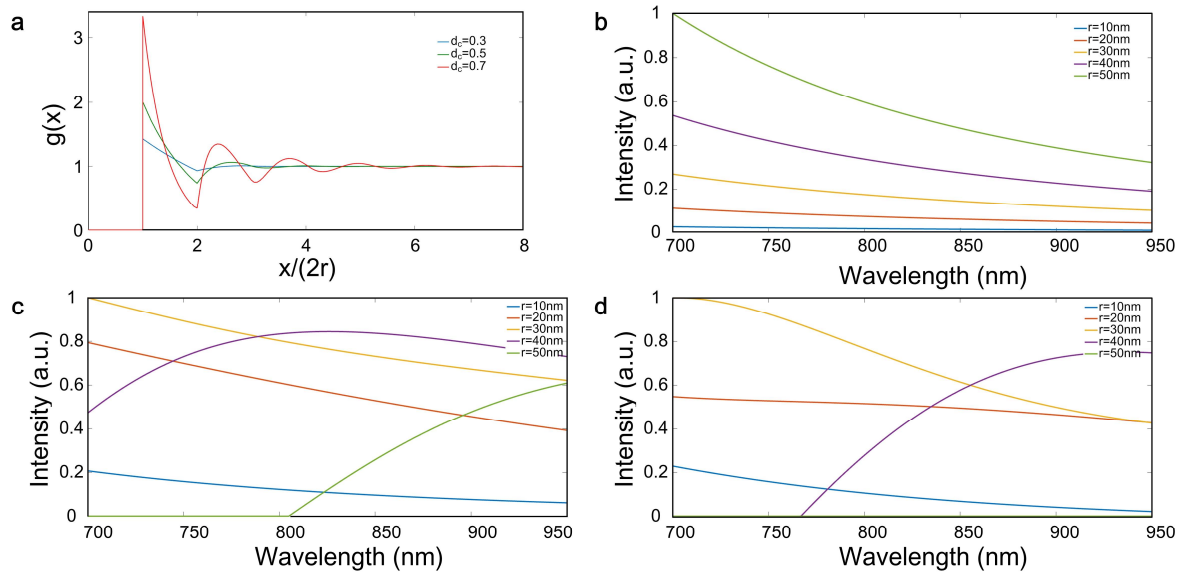 a
3
2
1
0
g(x)
d_c=0.3
d_c=0.5
d_c=0.7
0 2 4 6 8
x/(2r)
b
1
0.8
0.6
0.4
0.2
0
Intensity (a.u.)
r=10nm
r=20nm
r=30nm
r=40nm
r=50nm
700 750 800 850 900 950
Wavelength (nm)
c
1
0.8
0.6
0.4
0.2
0
Intensity (a.u.)
r=10nm
r=20nm
r=30nm
r=40nm
r=50nm
700 750 800 850 900 950
Wavelength (nm)
d
1
0.8
0.6
0.4
0.2
0
Intensity (a.u.)
r=10nm
r=20nm
r=30nm
r=40nm
r=50nm
700 750 800 850 900 950
Wavelength (nm)